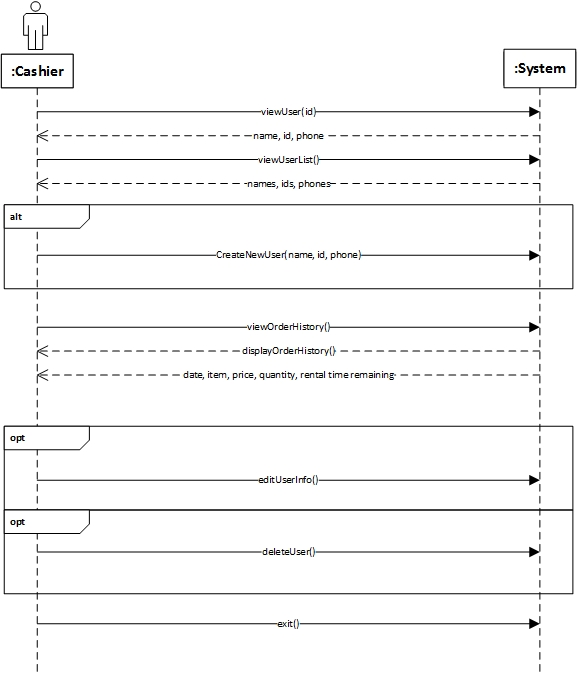 :Cashier
:System
viewUser(id)
name, id, phone
viewUserList()
names, ids, phones
alt
CreateNewUser(name, id, phone)
viewOrderHistory()
displayOrderHistory()
date, item, price, quantity, rental time remaining
opt
editUserInfo()
opt
deleteUser()
exit()